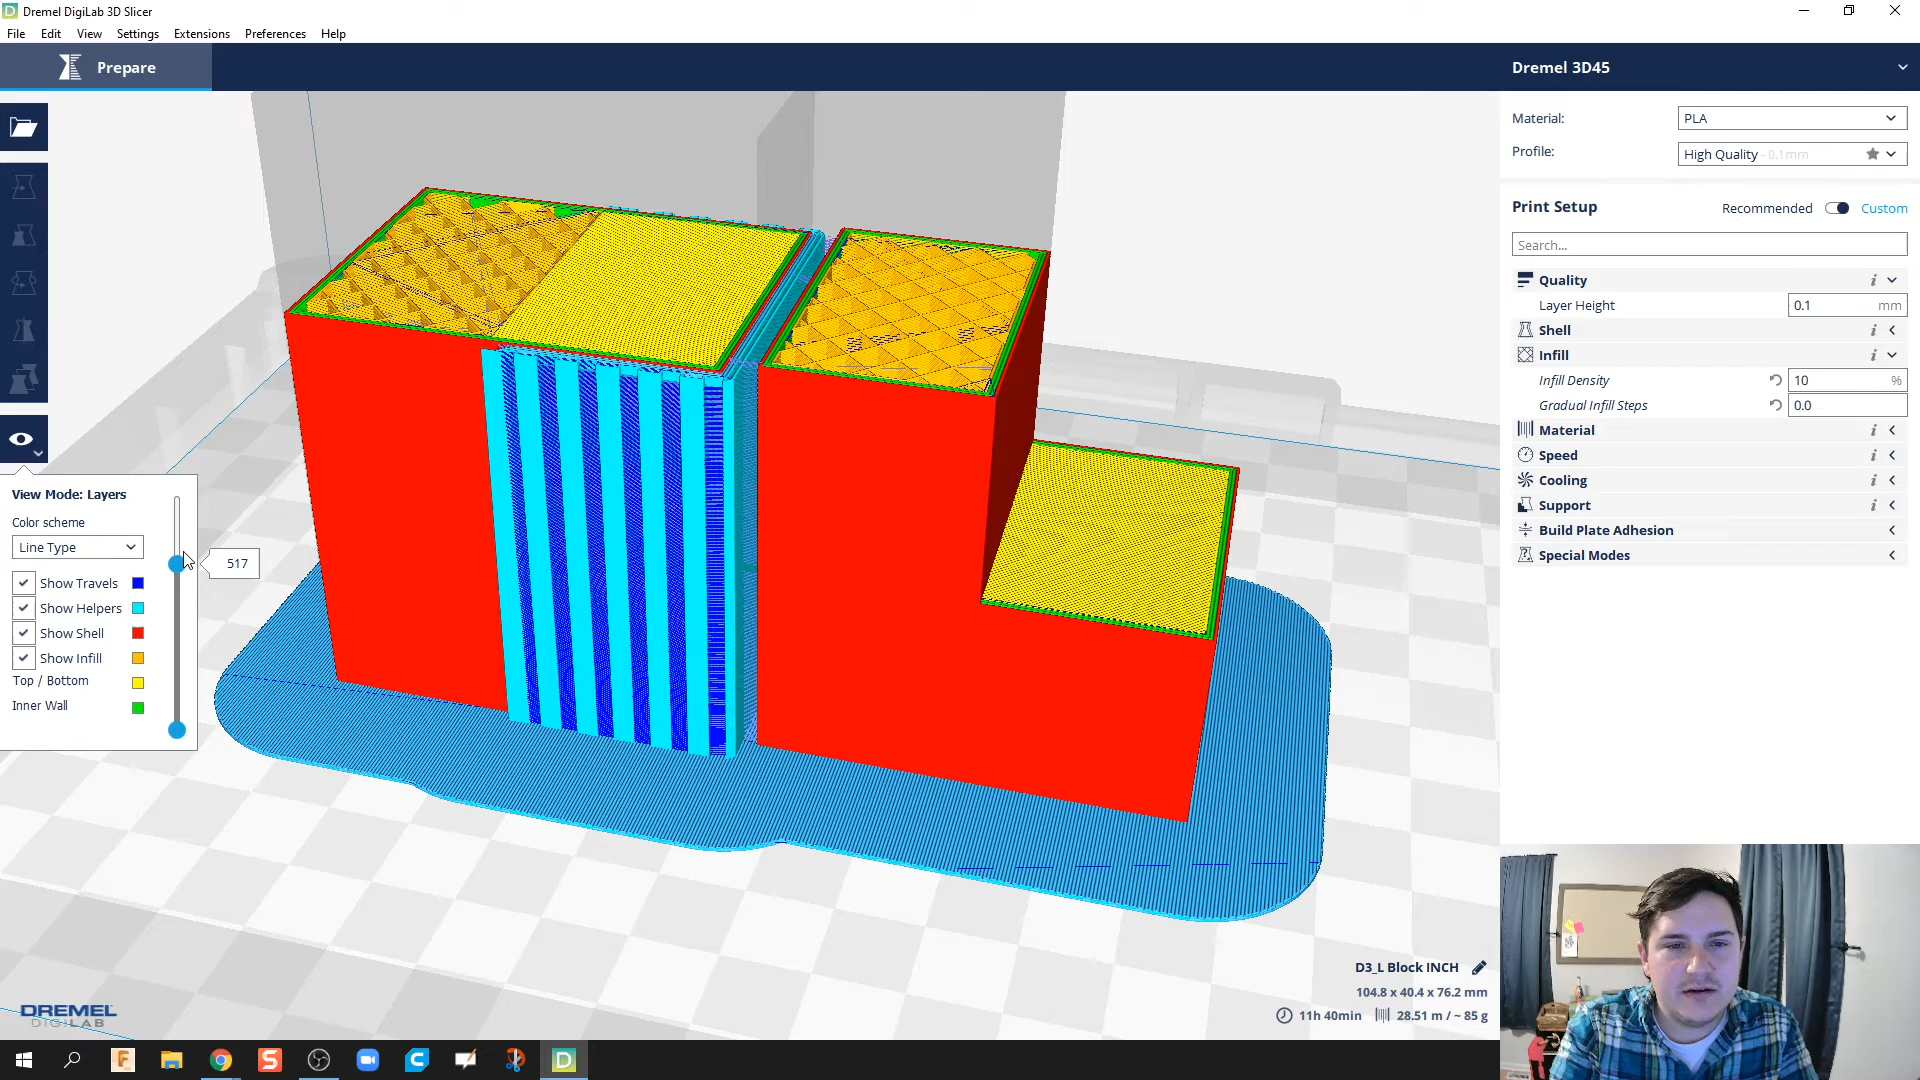 Dremel DigiLab 3D Slicer
File Edit View Settings Extensions Preferences Help
Prepare
Dremel 3D45
Material:
PLA
Profile:
High Quality - 0.1mm
Print Setup
Recommended
Custom
Search...
Quality
Layer Height
0.1 mm
Shell
Infill
Infill Density
10 %
Gradual Infill Steps
0.0
Material
Speed
Cooling
Support
Build Plate Adhesion
Special Modes
View Mode: Layers
Color scheme
Line Type
517
Show Travels
Show Helpers
Show Shell
Show Infill
Top / Bottom
Inner Wall
D3_L Block INCH
104.8 x 40.4 x 76.2 mm
11h 40min
28.51 m / ~ 85 g
DREMEL
DIGILAB